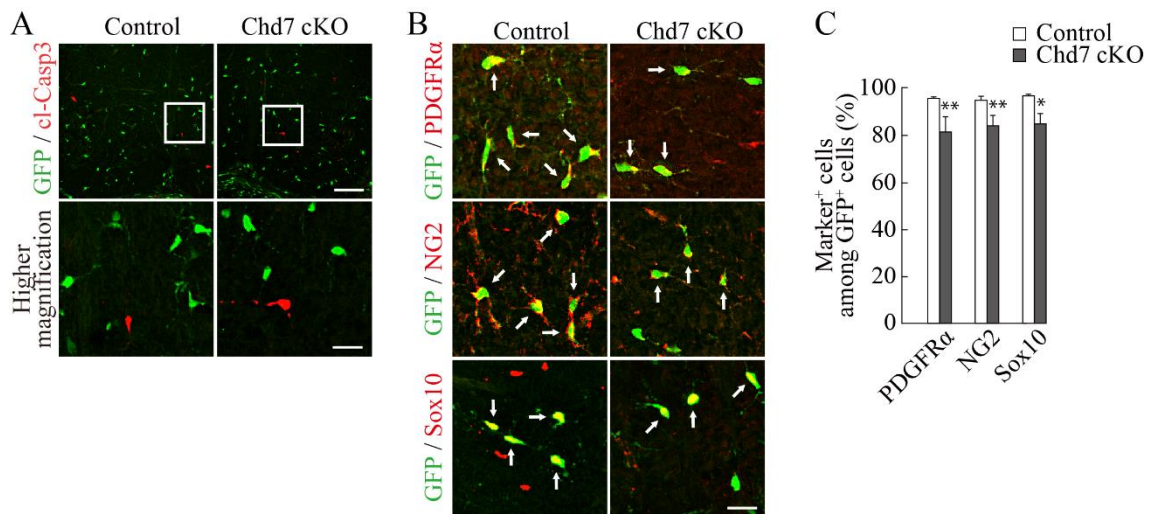 A
Control
Chd7 cKO
GFP / cl-Casp3
Higher
magnification
B
Control
Chd7 cKO
GFP / PDGFRα
GFP / NG2
GFP / Sox10
C
Control
Chd7 cKO
Marker⁺ cells
among GFP⁺ cells (%)
100
80
60
40
20
0
**
**
*
PDGFRα
NG2
Sox10